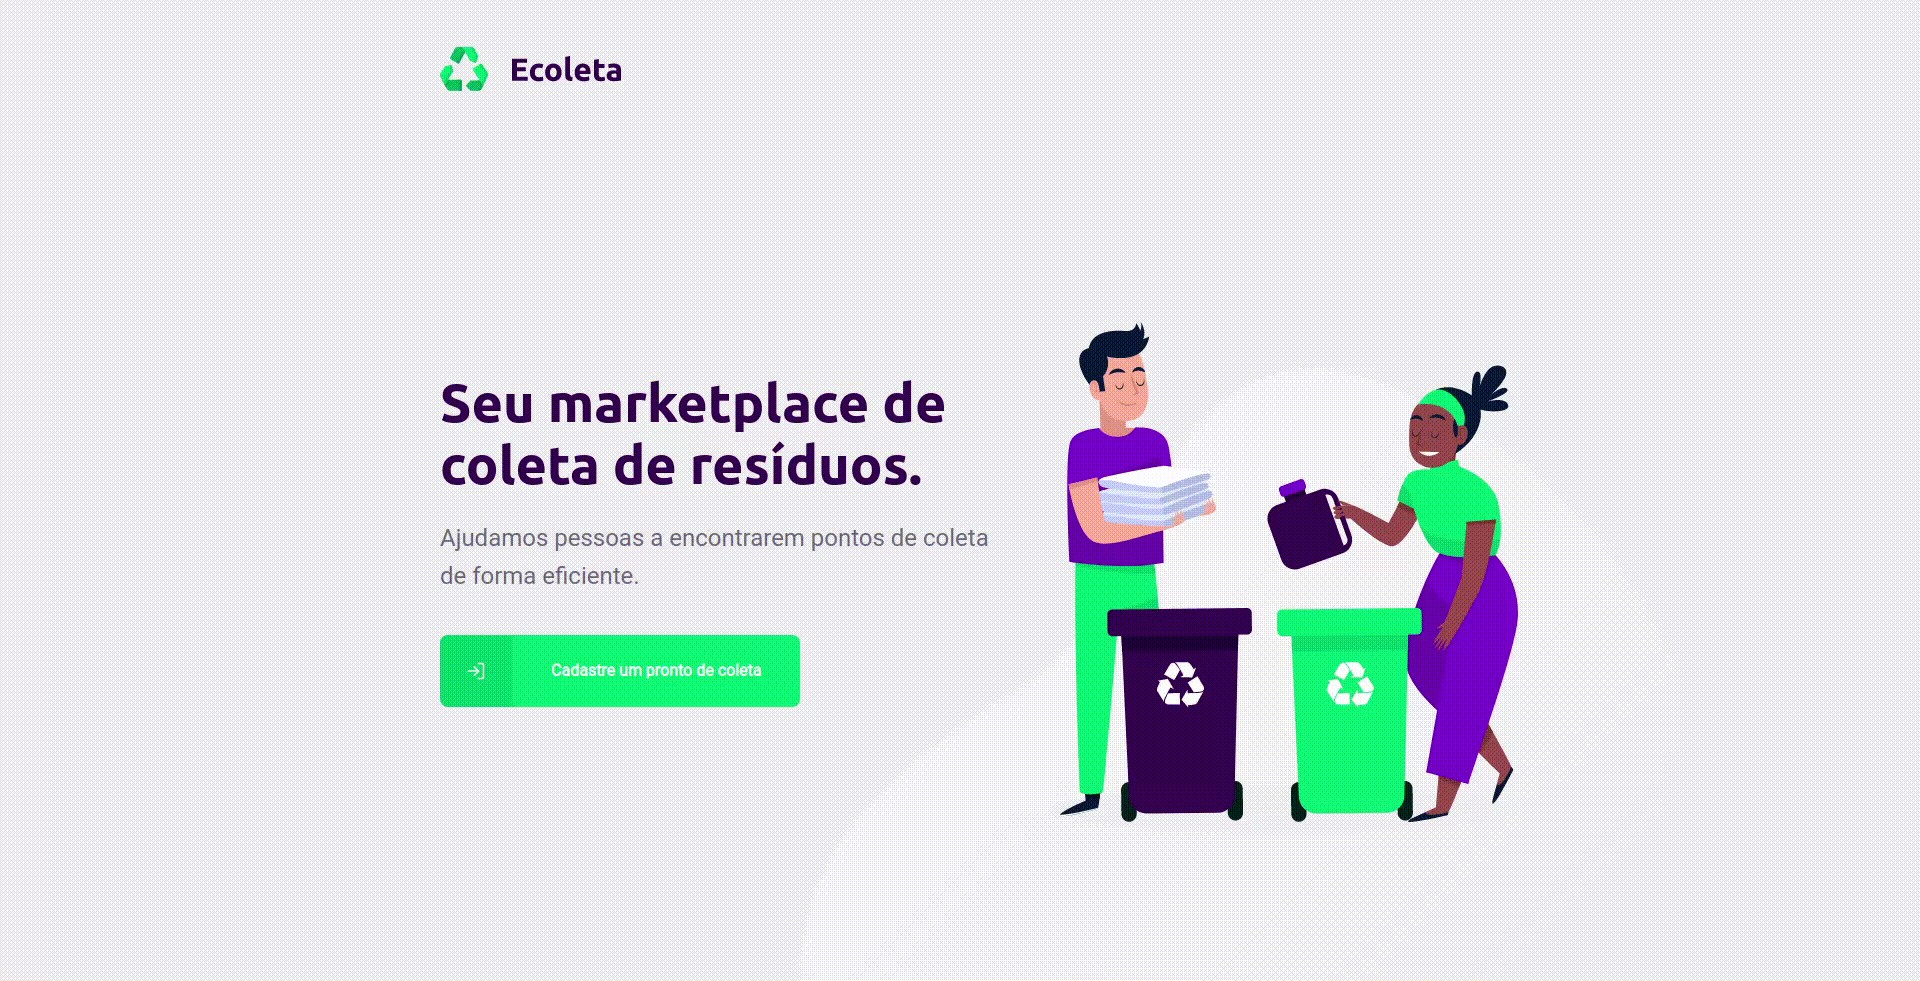 Ecoleta
Seu marketplace de
coleta de resíduos.
Ajudamos pessoas a encontrarem pontos de coleta
de forma eficiente.
Cadastre um pronto de coleta